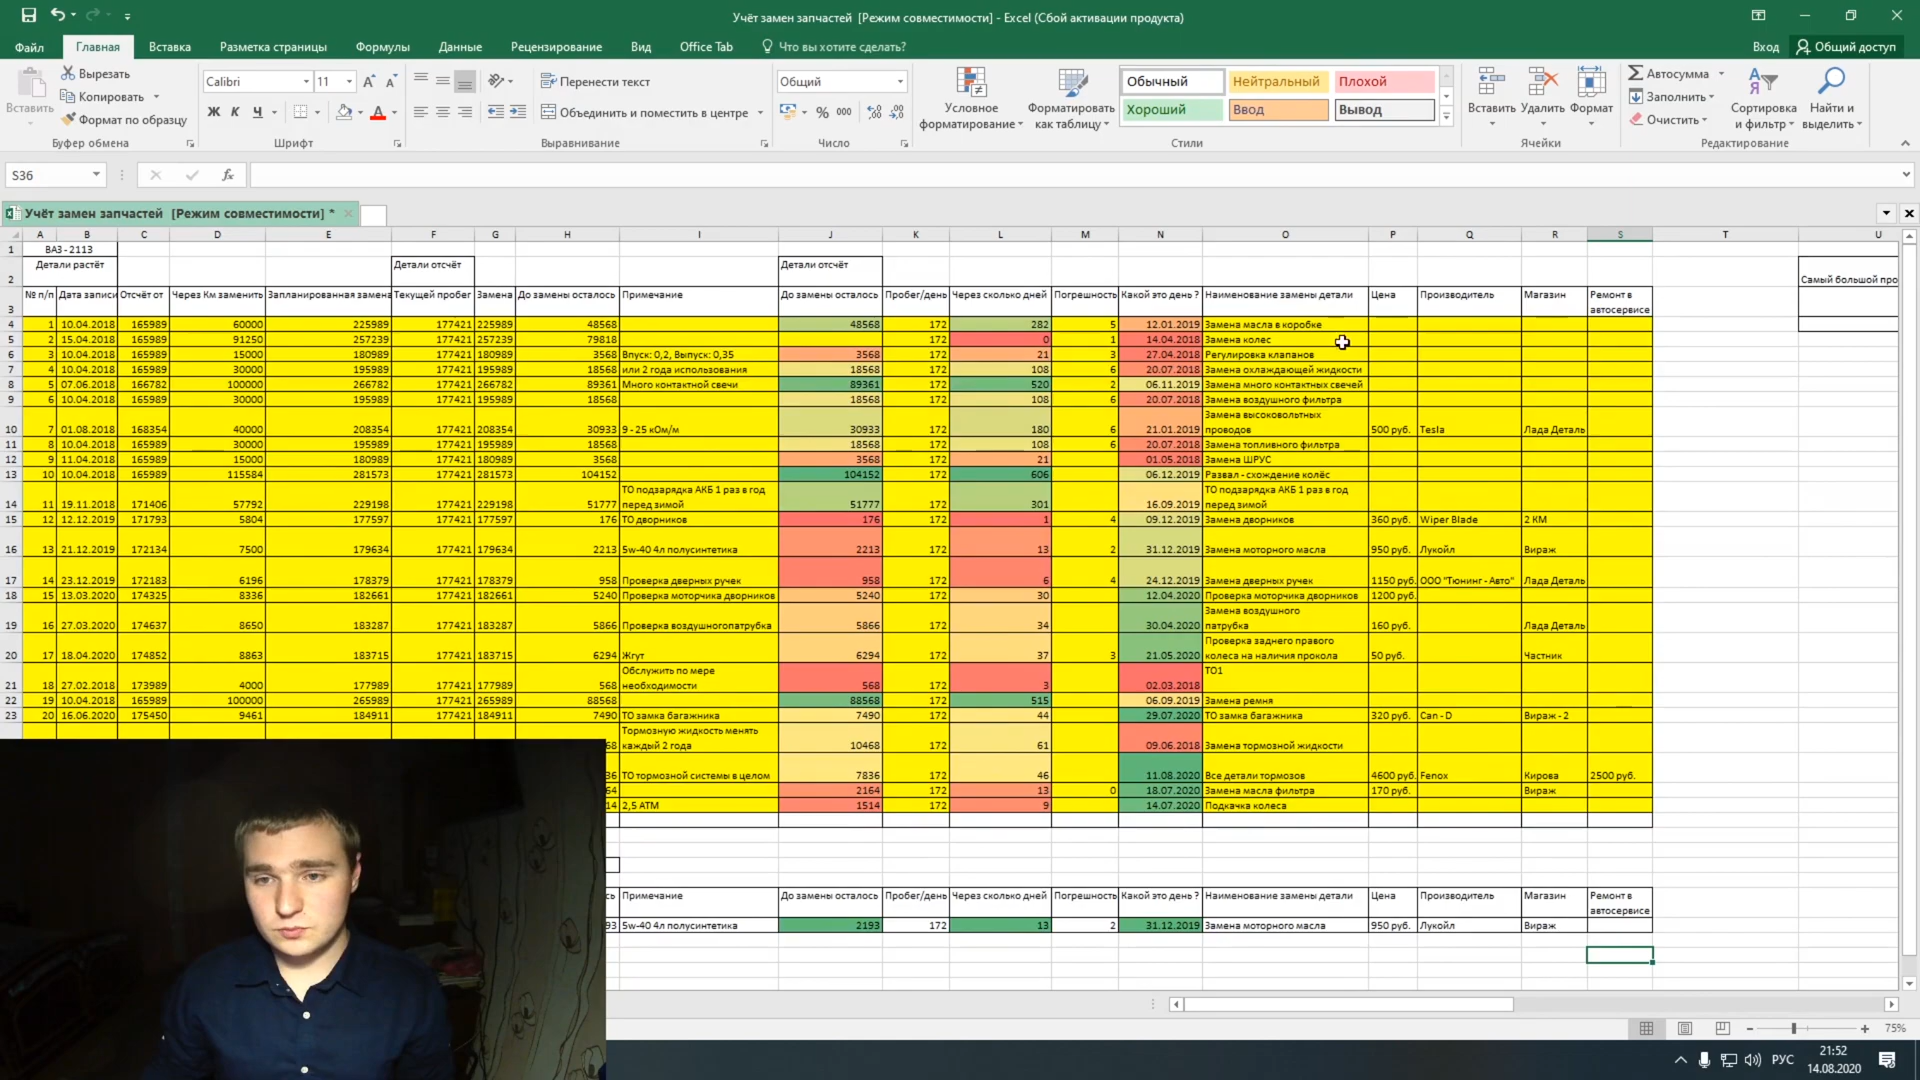 Учёт замен запчастей  [Режим совместимости] - Excel (Сбой активации продукта)
Файл Главная Вставка Разметка страницы Формулы Данные Рецензирование Вид Office Tab Что вы хотите сделать? Вход Общий доступ
Вставить
Вырезать
Копировать
Формат по образцу
Буфер обмена
Calibri 11
Ж К Ч
Шрифт
Перенести текст
Объединить и поместить в центре
Выравнивание
Общий
% 000
Число
Условное форматирование
Форматировать как таблицу
Обычный Нейтральный Плохой
Хороший Ввод Вывод
Стили
Вставить Удалить Формат
Ячейки
Автосумма
Заполнить
Очистить
Сортировка и фильтр
Найти и выделить
Редактирование
S36 fx
Учёт замен запчастей  [Режим совместимости] *
A B C D E F G H I J K L M N O P Q R S T U
1 ВАЗ - 2113
2 Детали растёт Детали отсчёт Детали отсчёт Самый большой про
3 № п/п Дата записи Отсчёт от Через Км заменить Запланированная замена Текущей пробег Замена До замены осталось Примечание До замены осталось Пробег/день Через сколько дней Погрешность Какой это день ? Наименование замены детали Цена Производитель Магазин Ремонт в автосервисе
4 1 10.04.2018 165989 60000 225989 177421 225989 48568 48568 172 282 5 12.01.2019 Замена масла в коробке
5 2 15.04.2018 165989 91250 257239 177421 257239 79818 172 0 1 14.04.2018 Замена колес
6 3 10.04.2018 165989 15000 180989 177421 180989 3568 Впуск: 0,2, Выпуск: 0,35 3568 172 21 3 27.04.2018 Регулировка клапанов
7 4 10.04.2018 165989 30000 195989 177421 195989 18568 или 2 года использования 18568 172 108 6 20.07.2018 Замена охлаждающей жидкости
8 5 07.06.2018 166782 100000 266782 177421 266782 89361 Много контактной свечи 89361 172 520 2 06.11.2019 Замена много контактных свечей
9 6 10.04.2018 165989 30000 195989 177421 195989 18568 18568 172 108 6 20.07.2018 Замена воздушного фильтра
10 7 01.08.2018 168354 40000 208354 177421 208354 30933 9 - 25 кОм/м 30933 172 180 6 21.01.2019 Замена высоковольтных проводов 500 руб. Tesla Лада Деталь
11 8 10.04.2018 165989 30000 195989 177421 195989 18568 18568 172 108 6 20.07.2018 Замена топливного фильтра
12 9 11.04.2018 165989 15000 180989 177421 180989 3568 3568 172 21 01.05.2018 Замена ШРУС
13 10 10.04.2018 165989 115584 281573 177421 281573 104152 104152 172 606 06.12.2019 Развал - схождение колёс
14 11 19.11.2018 171406 57792 229198 177421 229198 51777 ТО подзарядка АКБ 1 раз в год перед зимой 51777 172 301 16.09.2019 ТО подзарядка АКБ 1 раз в год перед зимой
15 12 12.12.2019 171793 5804 177597 177421 177597 176 ТО дворников 176 172 1 4 09.12.2019 Замена дворников 360 руб. Wiper Blade 2 КМ
16 13 21.12.2019 172134 7500 179634 177421 179634 2213 5w-40 4л полусинтетика 2213 172 13 2 31.12.2019 Замена моторного масла 950 руб. Лукойл Вираж
17 14 23.12.2019 172183 6196 178379 177421 178379 958 Проверка дверных ручек 958 172 6 4 24.12.2019 Замена дверных ручек 1150 руб. ООО "Тюнинг - Авто" Лада Деталь
18 15 13.03.2020 174325 8336 182661 177421 182661 5240 Проверка моторчика дворников 5240 172 30 12.04.2020 Проверка моторчика дворников 1200 руб.
19 16 27.03.2020 174637 8650 183287 177421 183287 5866 Проверка воздушногопатрубка 5866 172 34 30.04.2020 Замена воздушного патрубка 160 руб. Лада Деталь
20 17 18.04.2020 174852 8863 183715 177421 183715 6294 Жгут 6294 172 37 3 21.05.2020 Проверка заднего правого колеса на наличия прокола 50 руб. Частник
21 18 27.02.2018 173989 4000 177989 177421 177989 568 Обслужить по мере необходимости 568 172 3 02.03.2018 ТО1
22 19 10.04.2018 165989 100000 265989 177421 265989 88568 88568 172 515 06.09.2019 Замена ремня
23 20 16.06.2020 175450 9461 184911 177421 184911 7490 ТО замка багажника 7490 172 44 29.07.2020 ТО замка багажника 320 руб. Can - D Вираж - 2
68 Тормозную жидкость менять каждый 2 года 10468 172 61 09.06.2018 Замена тормозной жидкости
36 ТО тормозной системы в целом 7836 172 46 11.08.2020 Все детали тормозов 4600 руб. Fenox Кирова 2500 руб.
64 2164 172 13 0 18.07.2020 Замена масла фильтра 170 руб. Вираж
14 2,5 АТМ 1514 172 9 14.07.2020 Подкачка колеса
сь Примечание До замены осталось Пробег/день Через сколько дней Погрешность Какой это день ? Наименование замены детали Цена Производитель Магазин Ремонт в автосервисе
93 5w-40 4л полусинтетика 2193 172 13 2 31.12.2019 Замена моторного масла 950 руб. Лукойл Вираж
75%
РУС 21:52
14.08.2020